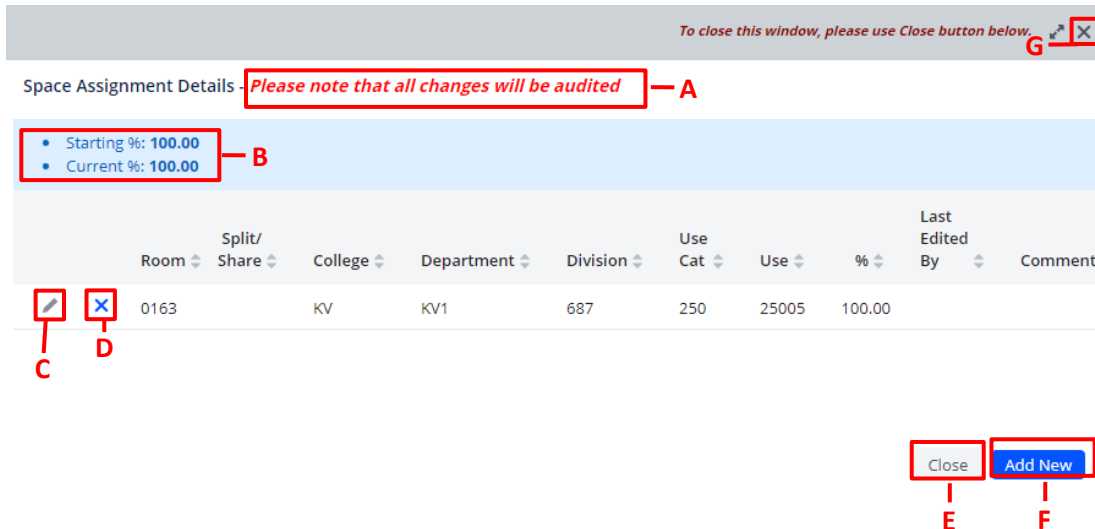 To close this window, please use Close button below.
G
Space Assignment Details - Please note that all changes will be audited
A
• Starting %: 100.00
• Current %: 100.00
B
Room Split/ Share College Department Division Use Cat Use % Last Edited By Comment
0163 KV KV1 687 250 25005 100.00
C
D
Close Add New
E
F